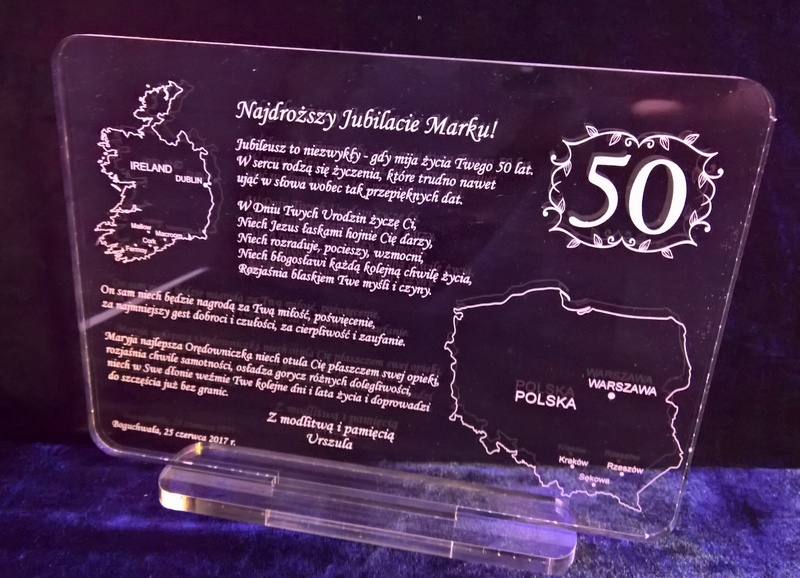 Najdroższy Jubilacie Marku!
Jubileusz to niezwykły - gdy mija życia Twego 50 lat.
W sercu rodzą się życzenia, które trudno nawet
ująć w słowa wobec tak przepięknych dat.
W Dniu Twych Urodzin życzę Ci,
Niech Jezus łaskami hojnie Cię darzy,
Niech rozraduje, pocieszy, wzmocni,
Niech błogosławi każdą kolejną chwilę życia,
Rozjaśnia blaskiem Twe myśli i czyny.
On sam niech będzie nagrodą za Twą miłość, poświęcenie,
za najmniejszy gest dobroci i czułości, za cierpliwość i zaufanie.
Maryja najlepsza Orędowniczka niech otula Cię płaszczem swej opieki,
rozjaśnia chwile samotności, osładza gorycz różnych dolegliwości,
niech w Swe dłonie weźmie Twe kolejne dni i lata życia i doprowadzi
do szczęścia już bez granic.
Z modlitwą i pamięcią
Urszula
Boguchwała, 25 czerwca 2017 r.
IRELAND
DUBLIN
Mallow
Macroom
Cork
50
POLSKA
WARSZAWA
Kraków
Rzeszów
Sękowa